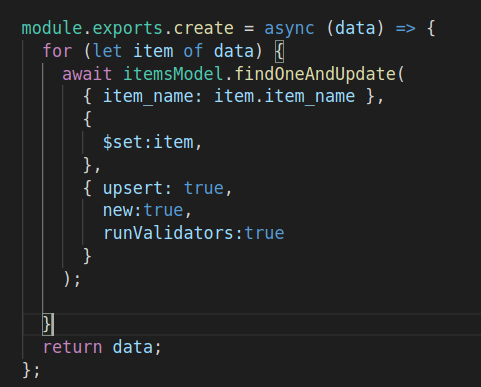 module.exports.create = async (data) => {
  for (let item of data) {
    await itemsModel.findOneAndUpdate(
      { item_name: item.item_name },
      {
        $set:item,
      },
      { upsert: true,
        new:true,
        runValidators:true
      }
    );
  }
  return data;
};